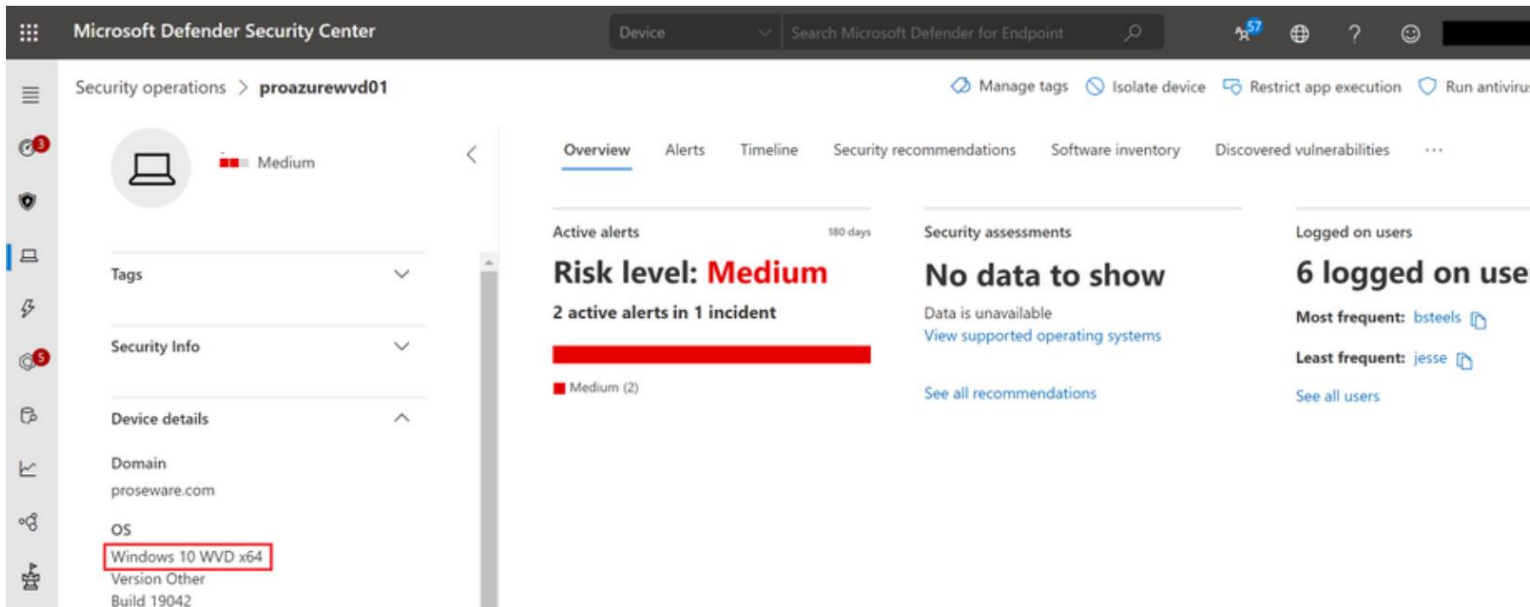 Microsoft Defender Security Center
Device
Search Microsoft Defender for Endpoint
57
?
Security operations > proazurewvd01
Manage tags
Isolate device
Restrict app execution
Run antivirus
3
Medium
Overview
Alerts
Timeline
Security recommendations
Software inventory
Discovered vulnerabilities
...
Tags
Security Info
5
Device details
Domain
proseware.com
OS
Windows 10 WVD x64
Version Other
Build 19042
Active alerts
180 days
Risk level: Medium
2 active alerts in 1 incident
Medium (2)
Security assessments
No data to show
Data is unavailable
View supported operating systems
See all recommendations
Logged on users
6 logged on use
Most frequent: bsteels
Least frequent: jesse
See all users